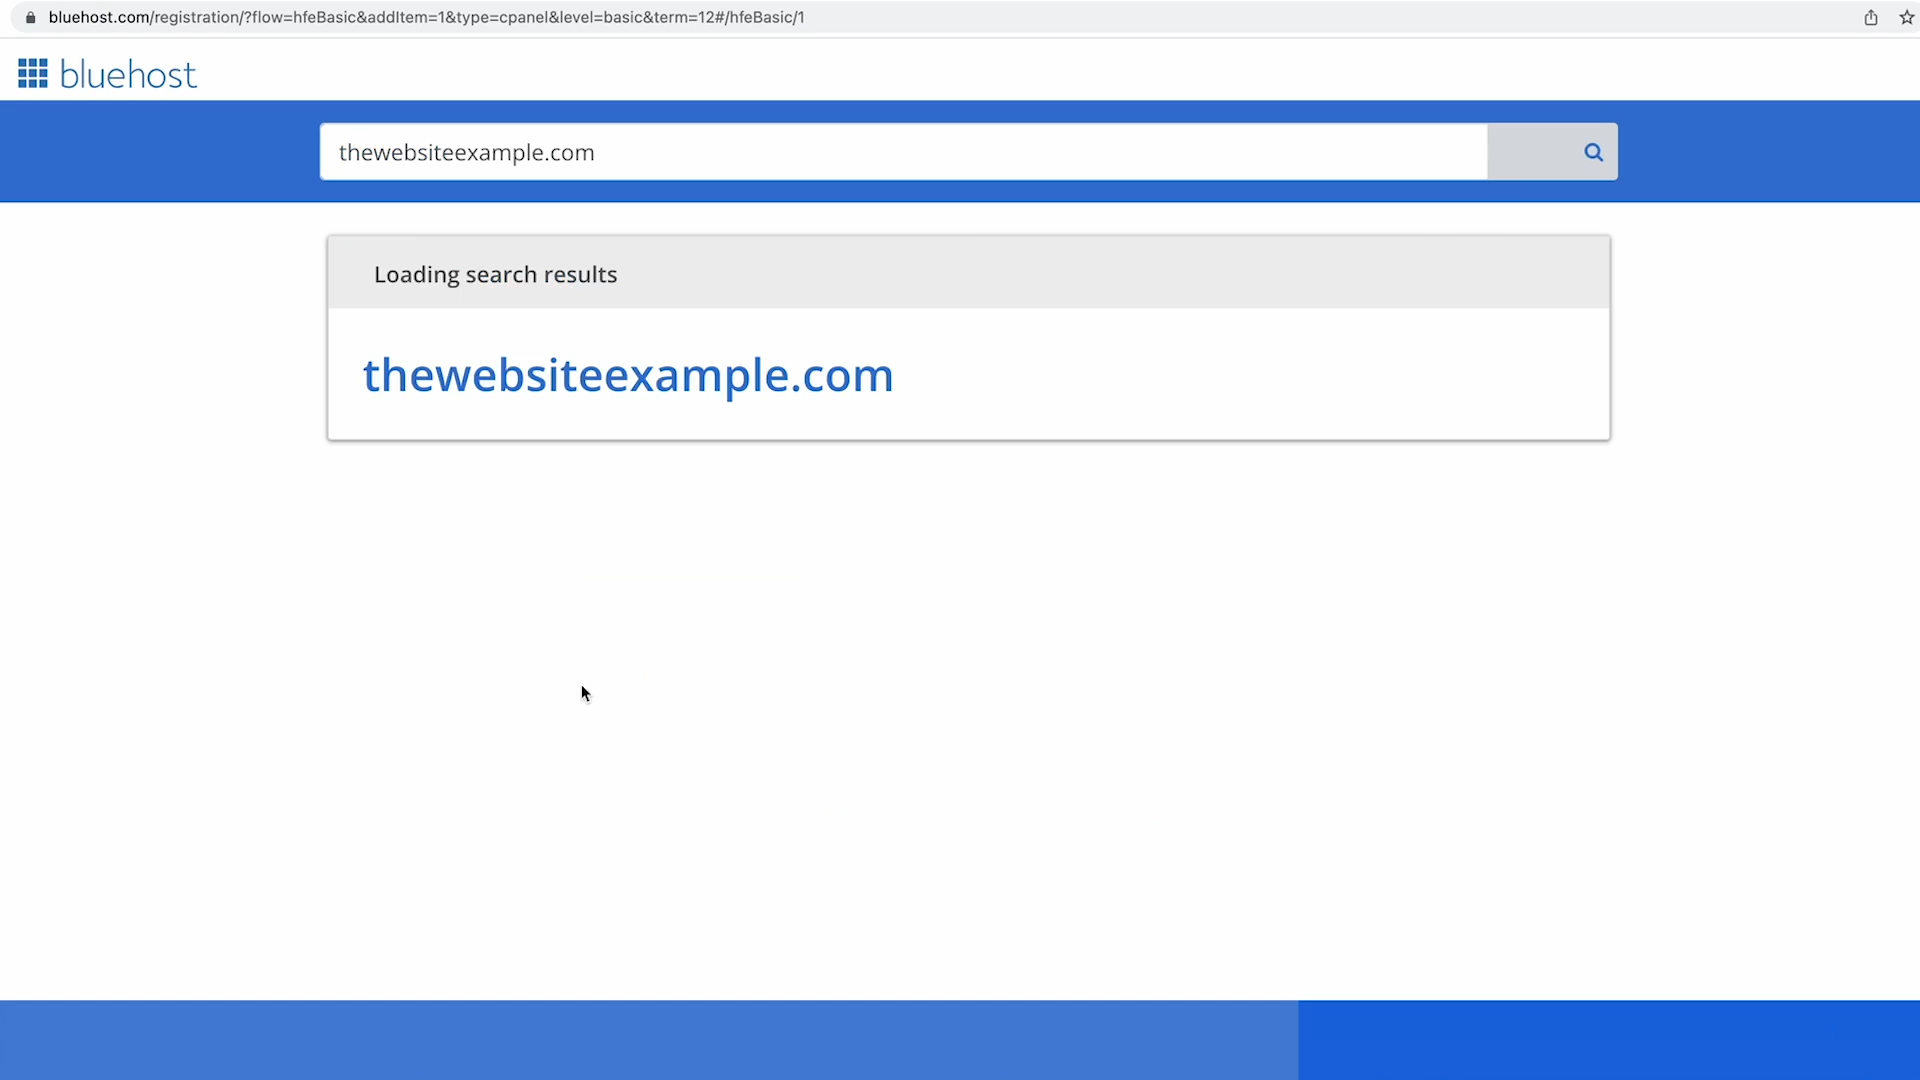 bluehost.com/registration/?flow=hfeBasic&addItem=1&type=cpanel&level=basic&term=12#/hfeBasic/1
bluehost
thewebsiteexample.com
Loading search results
thewebsiteexample.com